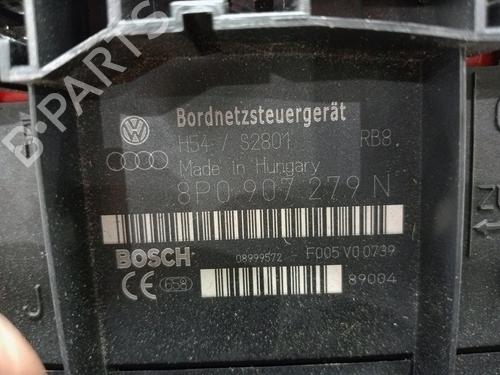 B-PARTS
Bordnetzsteuergerät
H54 / S2801 RB8
Made in Hungary
8P0 907 279 N
BOSCH 08999572 F005 V0 0739
CE 89004
J